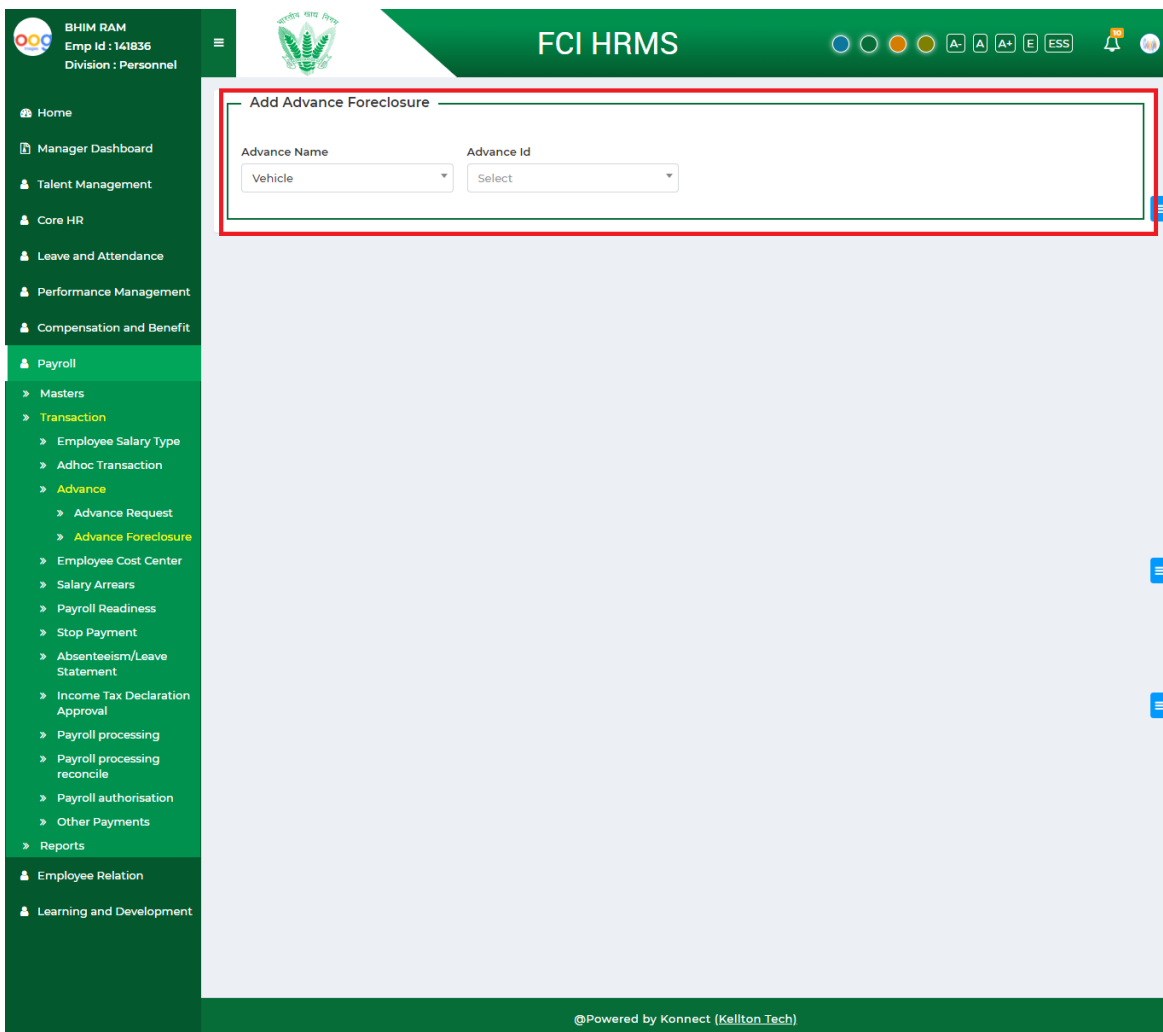 BHIM RAM
Emp Id : 141836
Division : Personnel
भारतीय खाद्य निगम
FCI HRMS
A- A A+ E ESS
10
Home
Manager Dashboard
Talent Management
Core HR
Leave and Attendance
Performance Management
Compensation and Benefit
Payroll
» Masters
» Transaction
» Employee Salary Type
» Adhoc Transaction
» Advance
» Advance Request
» Advance Foreclosure
» Employee Cost Center
» Salary Arrears
» Payroll Readiness
» Stop Payment
» Absenteeism/Leave
Statement
» Income Tax Declaration
Approval
» Payroll processing
» Payroll processing
reconcile
» Payroll authorisation
» Other Payments
» Reports
Employee Relation
Learning and Development
Add Advance Foreclosure
Advance Name Advance Id
Vehicle Select
@Powered by Konnect (Kellton Tech)